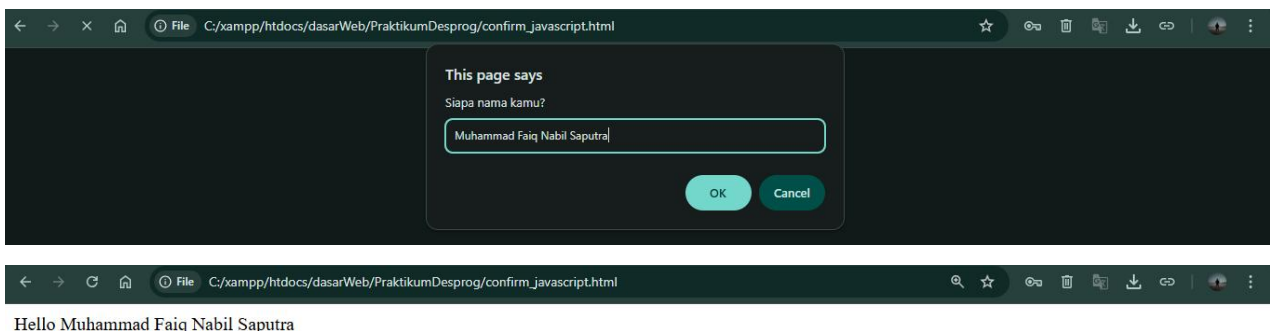 File C:/xampp/htdocs/dasarWeb/PraktikumDesprog/confirm_javascript.html
This page says
Siapa nama kamu?
Muhammad Faiq Nabil Saputra
OK Cancel
File C:/xampp/htdocs/dasarWeb/PraktikumDesprog/confirm_javascript.html
Hello Muhammad Faiq Nabil Saputra